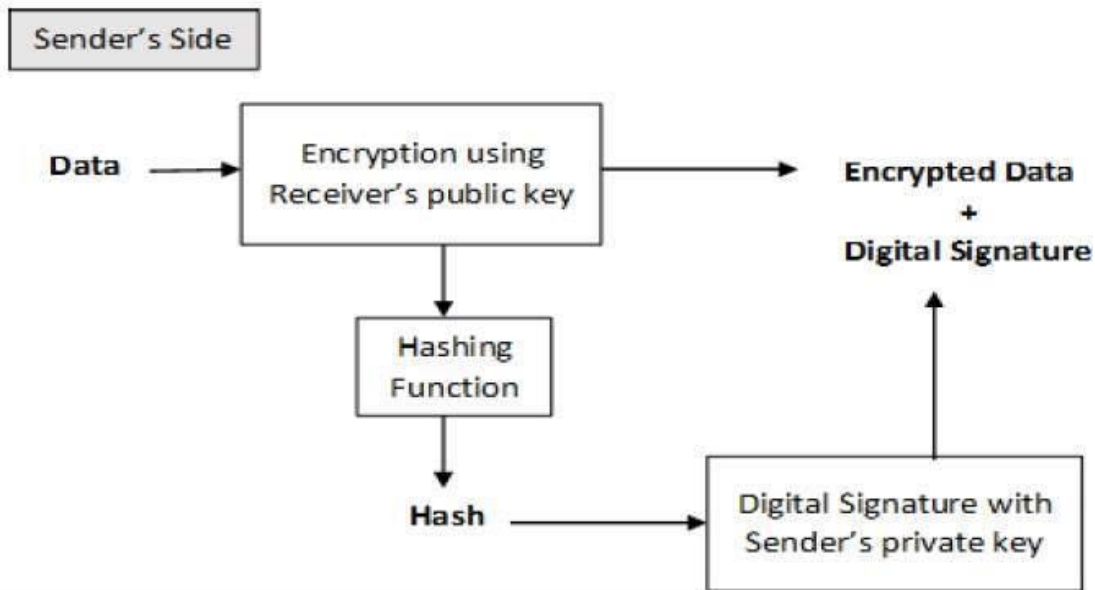 Sender’s Side
Data
Encryption using
Receiver’s public key
Encrypted Data
+
Digital Signature
Hashing
Function
Hash
Digital Signature with
Sender’s private key